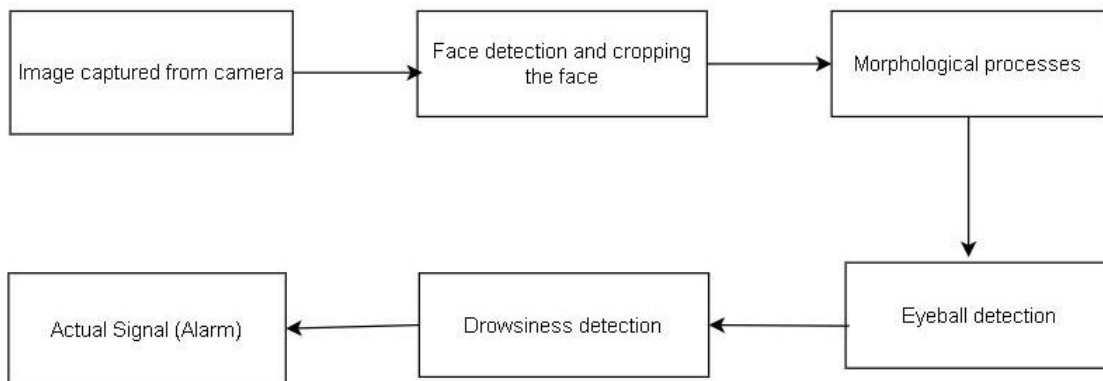 Image captured from camera
Face detection and cropping
the face
Morphological processes
Eyeball detection
Drowsiness detection
Actual Signal (Alarm)